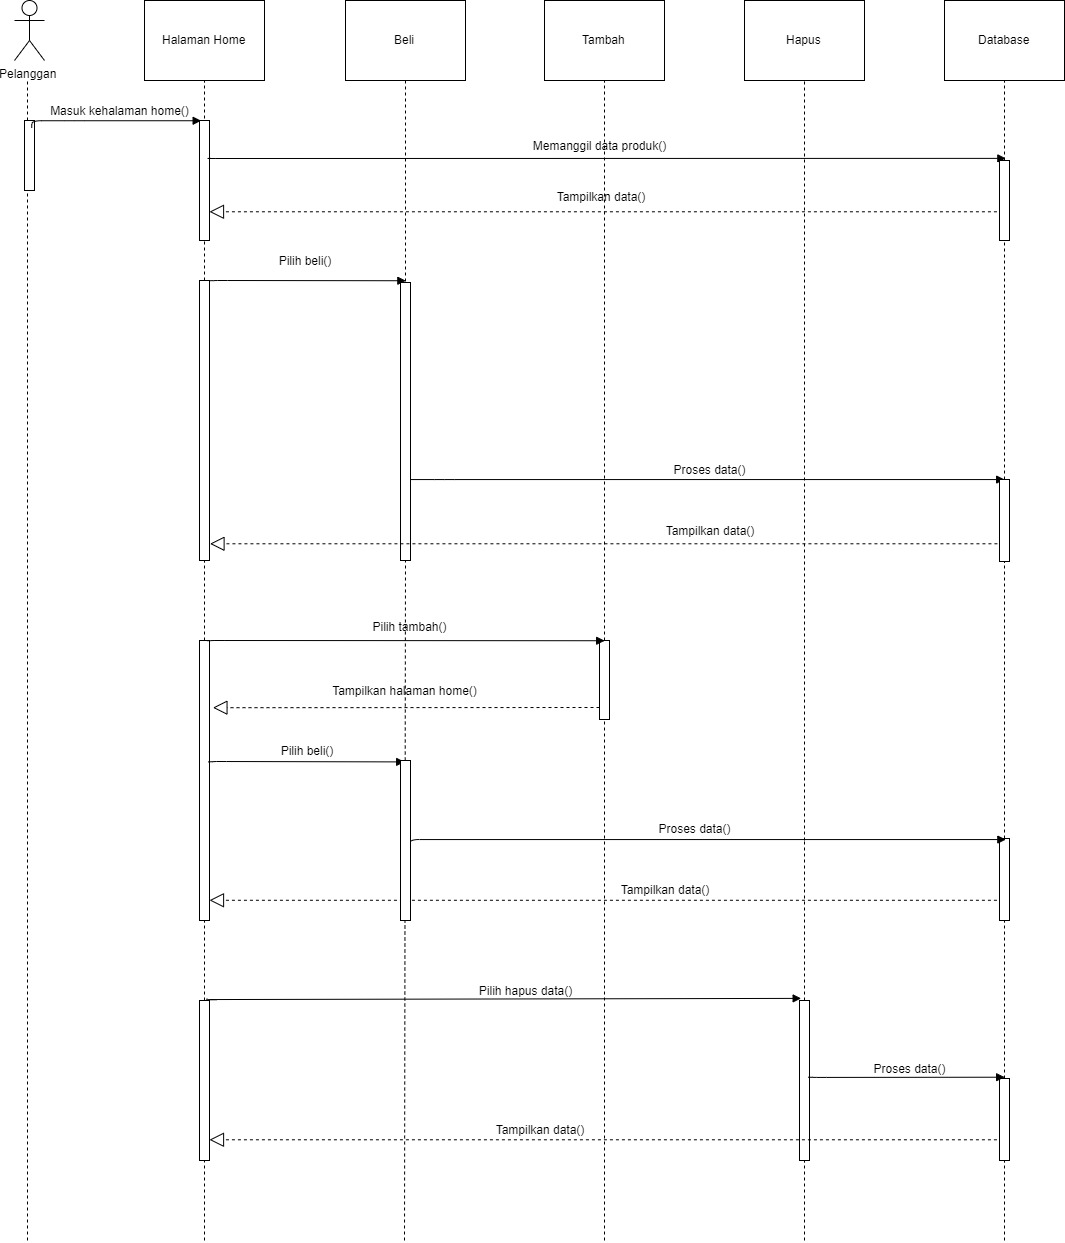 Pelanggan
Halaman Home
Beli
Tambah
Hapus
Database
Masuk kehalaman home()
Memanggil data produk()
Tampilkan data()
Pilih beli()
Proses data()
Tampilkan data()
Pilih tambah()
Tampilkan halaman home()
Pilih beli()
Proses data()
Tampilkan data()
Pilih hapus data()
Proses data()
Tampilkan data()